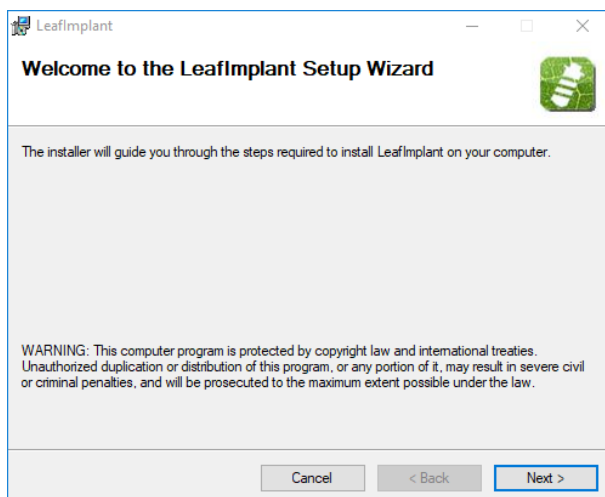 LeafImplant
Welcome to the LeafImplant Setup Wizard
The installer will guide you through the steps required to install LeafImplant on your computer.
WARNING: This computer program is protected by copyright law and international treaties.
Unauthorized duplication or distribution of this program, or any portion of it, may result in severe civil
or criminal penalties, and will be prosecuted to the maximum extent possible under the law.
Cancel
< Back
Next >